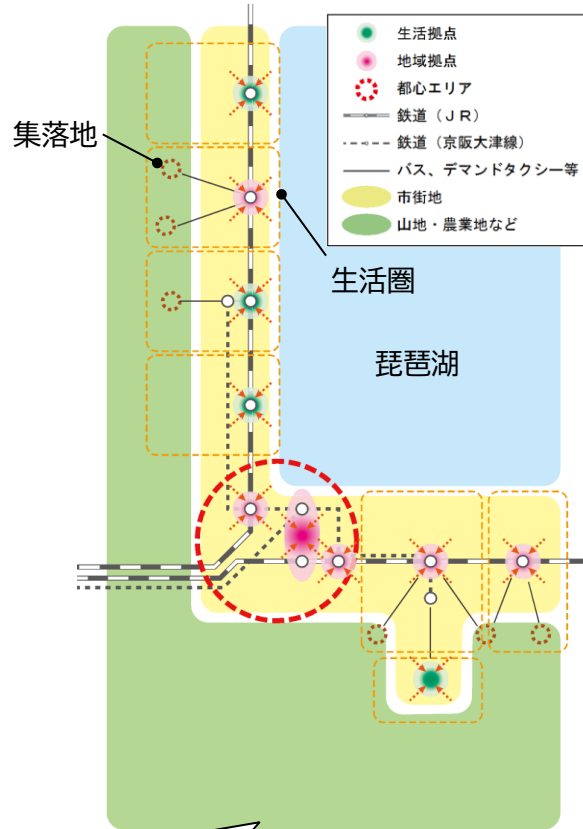 生活拠点
地域拠点
都心エリア
鉄道（ＪＲ）
鉄道（京阪大津線）
バス、デマンドタクシー等
市街地
山地・農業地など
集落地
生活圏
琵琶湖